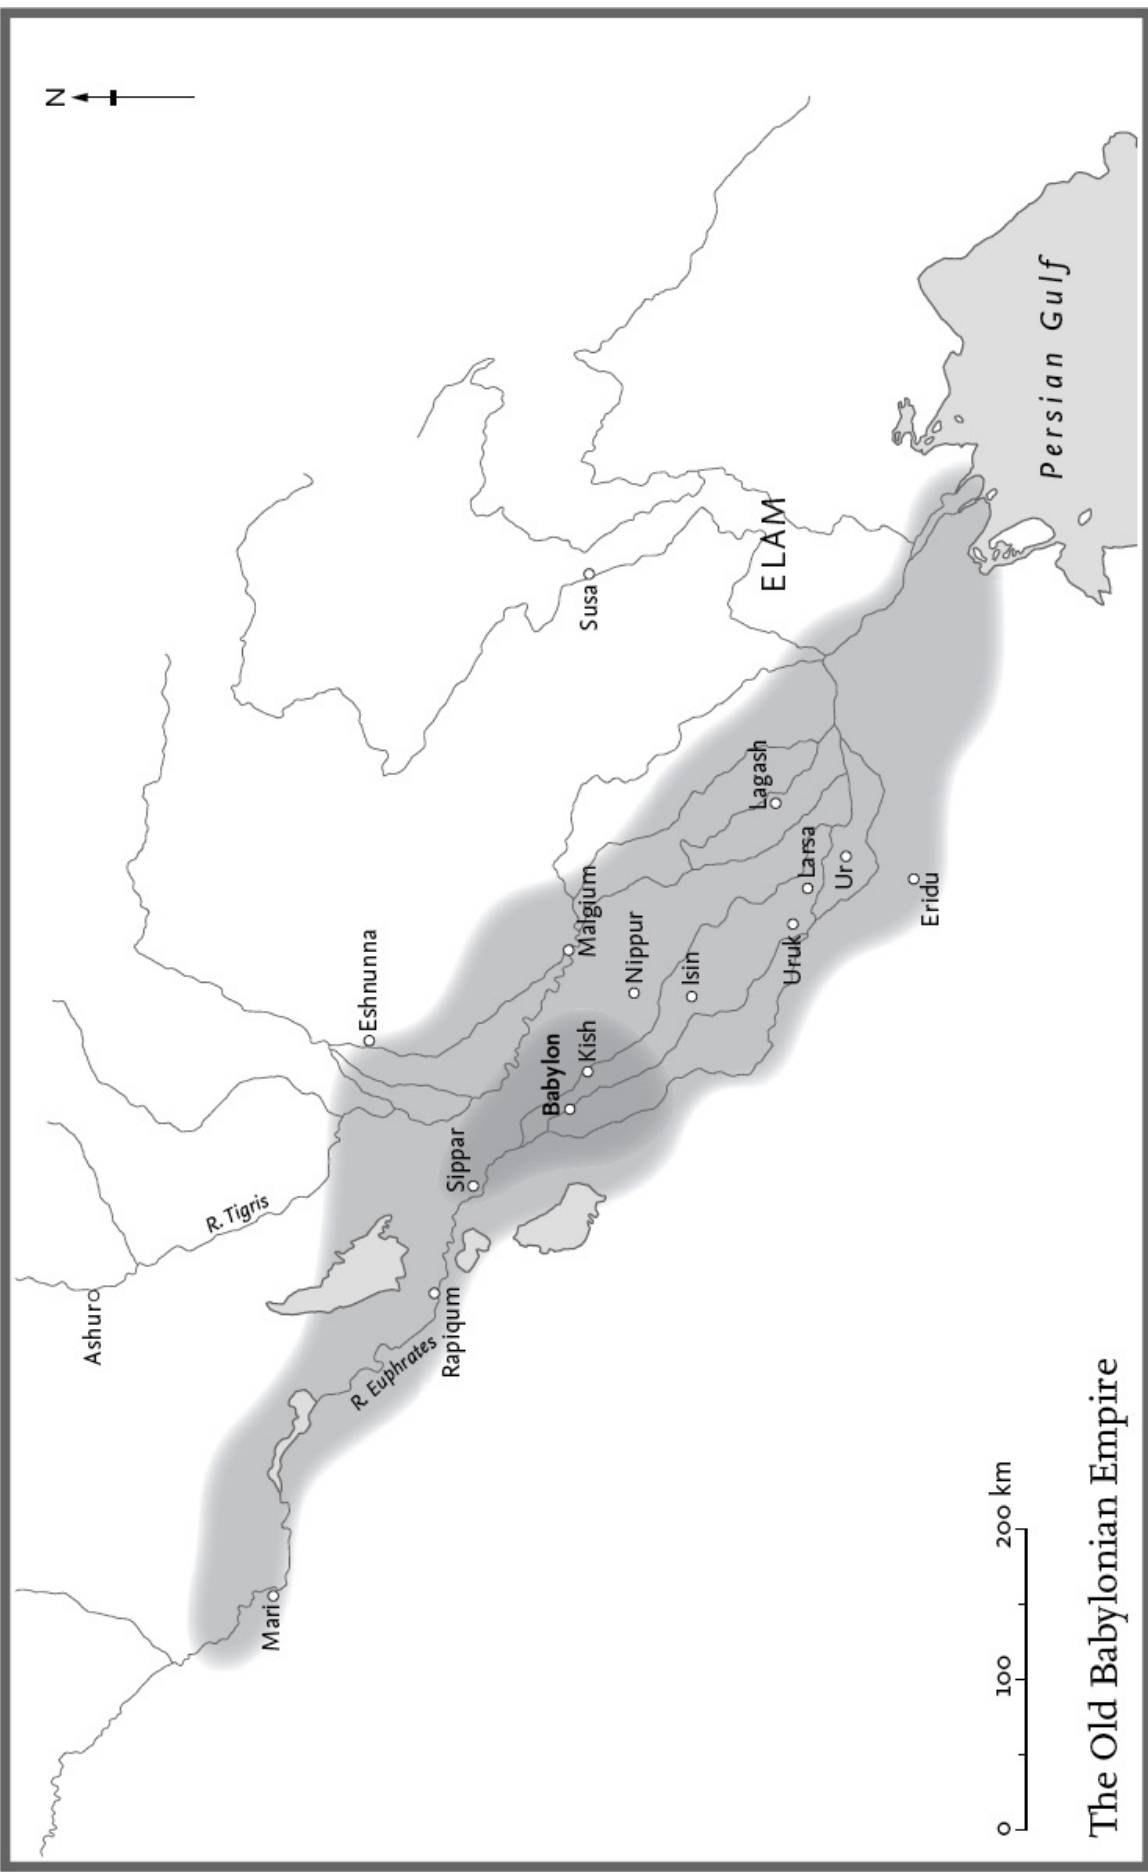 N
Ashur
R. Tigris
Eshnunna
Mari
R. Euphrates
Rapiqum
Sippar
Babylon
Kish
Malgium
Nippur
Isin
Susa
ELAM
Lagash
Larsa
Uruk
Ur
Eridu
Persian Gulf
0 100 200 km
The Old Babylonian Empire